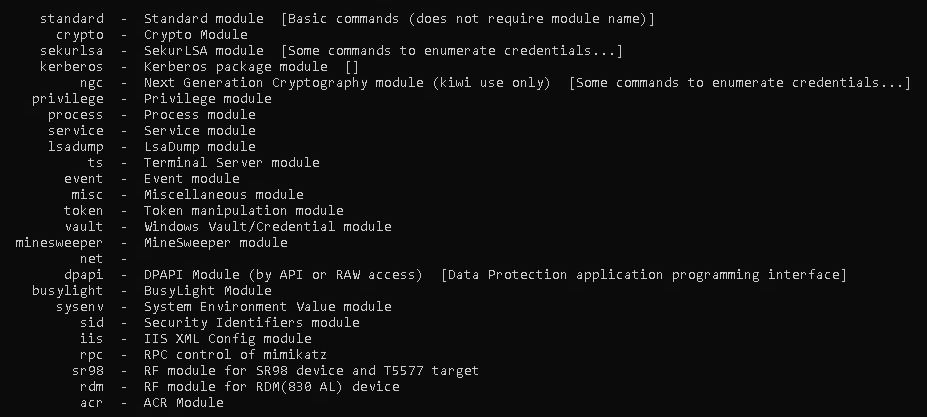 standard - Standard module [Basic commands (does not require module name)]
crypto - Crypto Module
sekurlsa - SekurLSA module [Some commands to enumerate credentials...]
kerberos - Kerberos package module []
ngc - Next Generation Cryptography module (kiwi use only) [Some commands to enumerate credentials...]
privilege - Privilege module
process - Process module
service - Service module
lsadump - LsaDump module
ts - Terminal Server module
event - Event module
misc - Miscellaneous module
token - Token manipulation module
vault - Windows Vault/Credential module
minesweeper - MineSweeper module
net -
dpapi - DPAPI Module (by API or RAW access) [Data Protection application programming interface]
busylight - BusyLight Module
sysenv - System Environment Value module
sid - Security Identifiers module
iis - IIS XML Config module
rpc - RPC control of mimikatz
sr98 - RF module for SR98 device and T5577 target
rdm - RF module for RDM(830 AL) device
acr - ACR Module